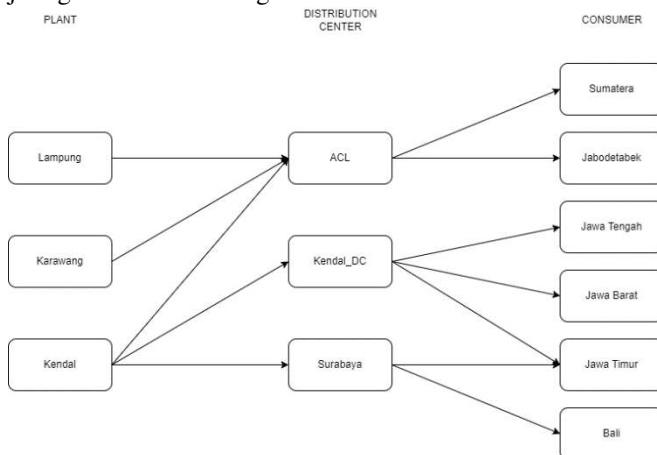 PLANT
DISTRIBUTION
CENTER
CONSUMER
Sumatera
Lampung
ACL
Jabodetabek
Jawa Tengah
Karawang
Kendal_DC
Jawa Barat
Kendal
Surabaya
Jawa Timur
Bali